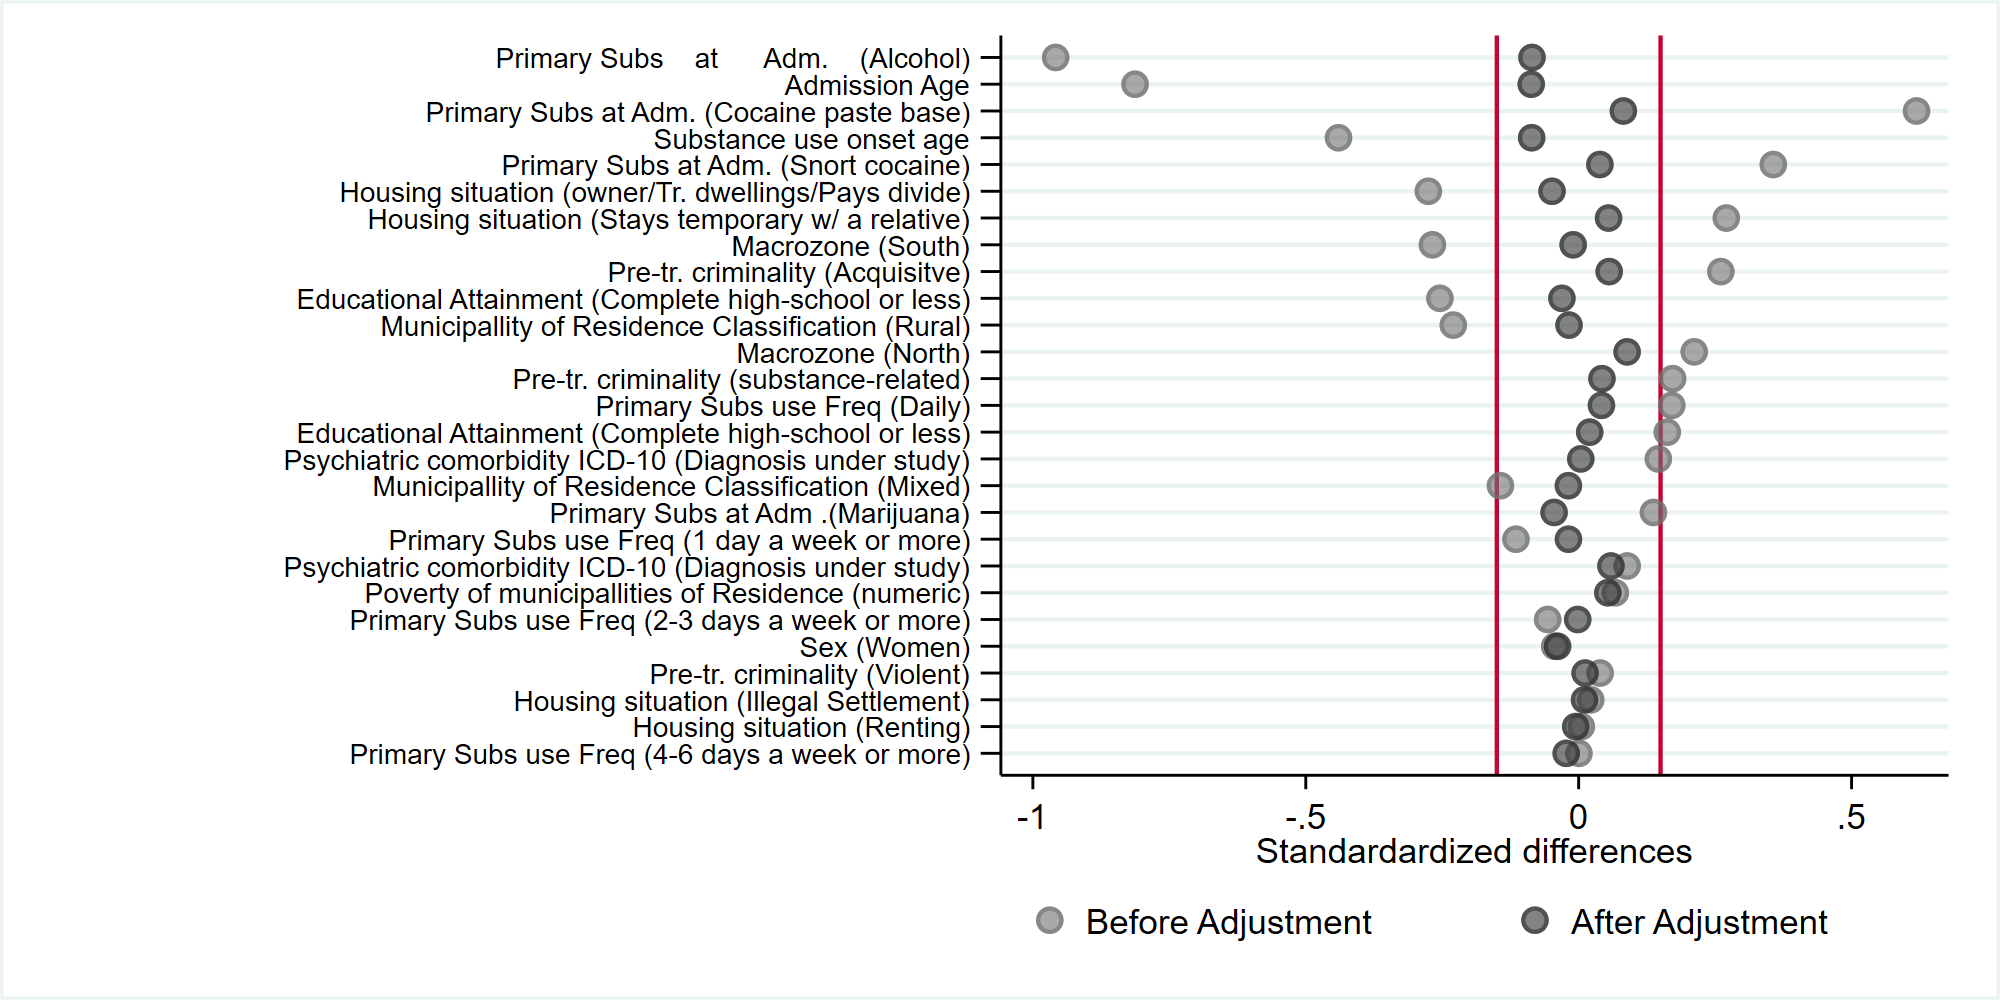 Primary Subs at Adm. (Alcohol)
Admission Age
Primary Subs at Adm. (Cocaine paste base)
Substance use onset age
Primary Subs at Adm. (Snort cocaine)
Housing situation (owner/Tr. dwellings/Pays divide)
Housing situation (Stays temporary w/ a relative)
Macrozone (South)
Pre-tr. criminality (Acquisitve)
Educational Attainment (Complete high-school or less)
Municipallity of Residence Classification (Rural)
Macrozone (North)
Pre-tr. criminality (substance-related)
Primary Subs use Freq (Daily)
Educational Attainment (Complete high-school or less)
Psychiatric comorbidity ICD-10 (Diagnosis under study)
Municipallity of Residence Classification (Mixed)
Primary Subs at Adm .(Marijuana)
Primary Subs use Freq (1 day a week or more)
Psychiatric comorbidity ICD-10 (Diagnosis under study)
Poverty of municipallities of Residence (numeric)
Primary Subs use Freq (2-3 days a week or more)
Sex (Women)
Pre-tr. criminality (Violent)
Housing situation (Illegal Settlement)
Housing situation (Renting)
Primary Subs use Freq (4-6 days a week or more)
-1 -.5 0 .5
Standardardized differences
Before Adjustment After Adjustment